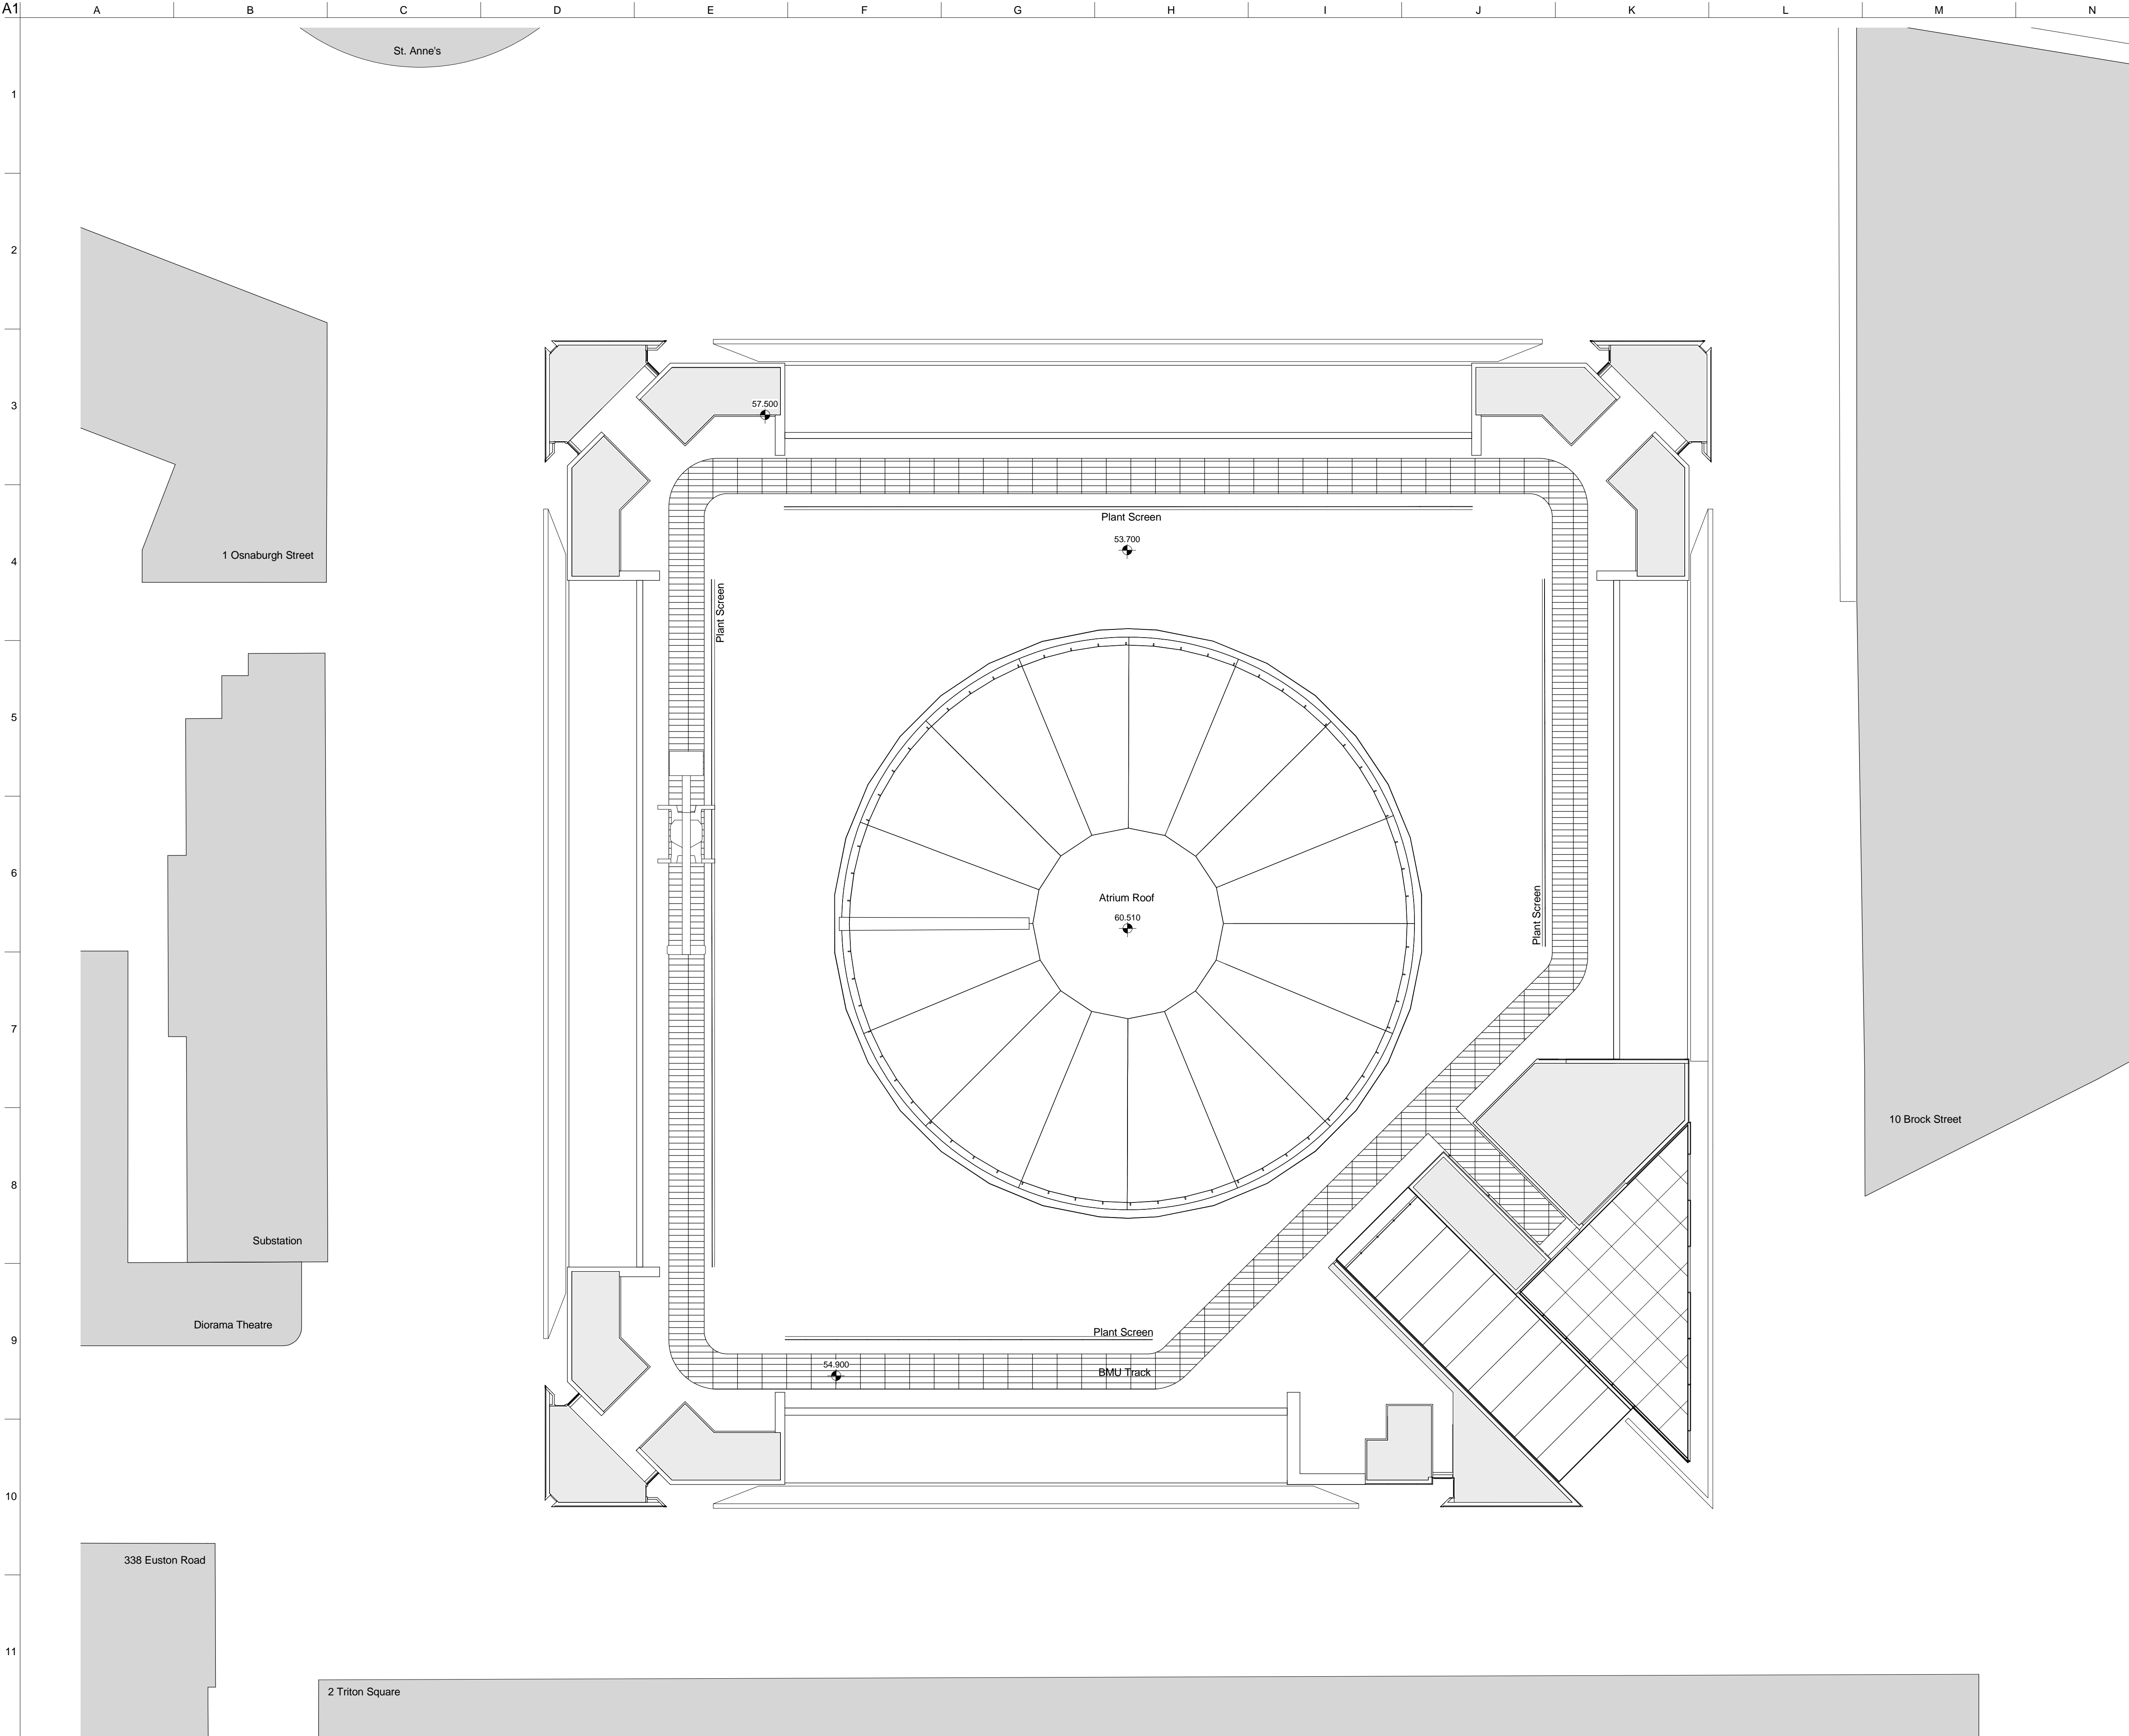 A1
A B C D E F G H I J K L M N
St. Anne's
1
2
3
57.500
Plant Screen
53.700
1 Osnaburgh Street
4
Plant Screen
5
6
Atrium Roof
60.510
Plant Screen
7
10 Brock Street
8
Substation
Diorama Theatre
9
Plant Screen
54.900
BMU Track
10
338 Euston Road
11
2 Triton Square